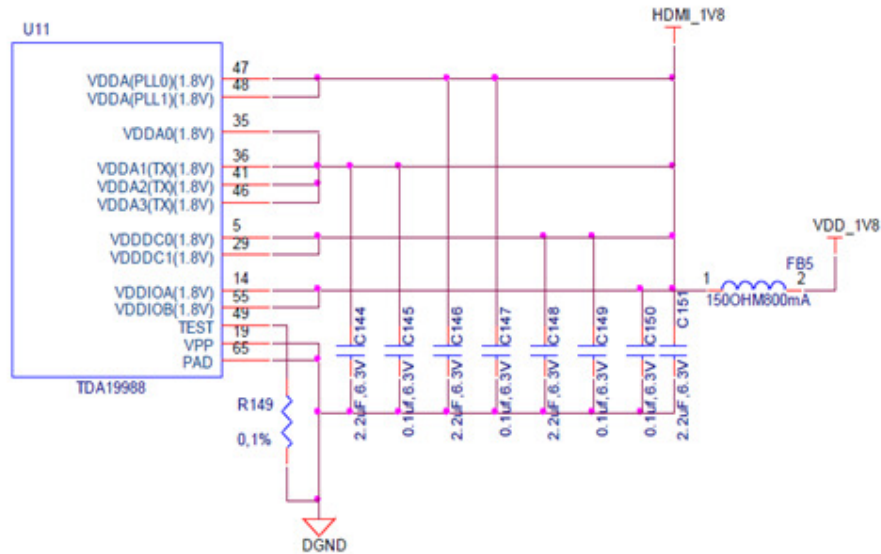 HDMI_1V8
U11
VDDA(PLL0)(1.8V) 47
VDDA(PLL1)(1.8V) 48
VDDA0(1.8V) 35
VDDA1(TX)(1.8V) 36
VDDA2(TX)(1.8V) 41
VDDA3(TX)(1.8V) 46
VDDDC0(1.8V) 5
VDDDC1(1.8V) 29
VDDIOA(1.8V) 14
VDDIOB(1.8V) 55
TEST 49
VPP 19
PAD 65
TDA19988
VDD_1V8
1 FB5 2
150OHM800mA
C144
C145
C146
C147
C148
C149
C150
C151
2.2uF,6.3V
0.1uf,6.3V
2.2uF,6.3V
0.1uf,6.3V
2.2uF,6.3V
0.1uf,6.3V
0.1uf,6.3V
2.2uF,6.3V
R149
0,1%
DGND